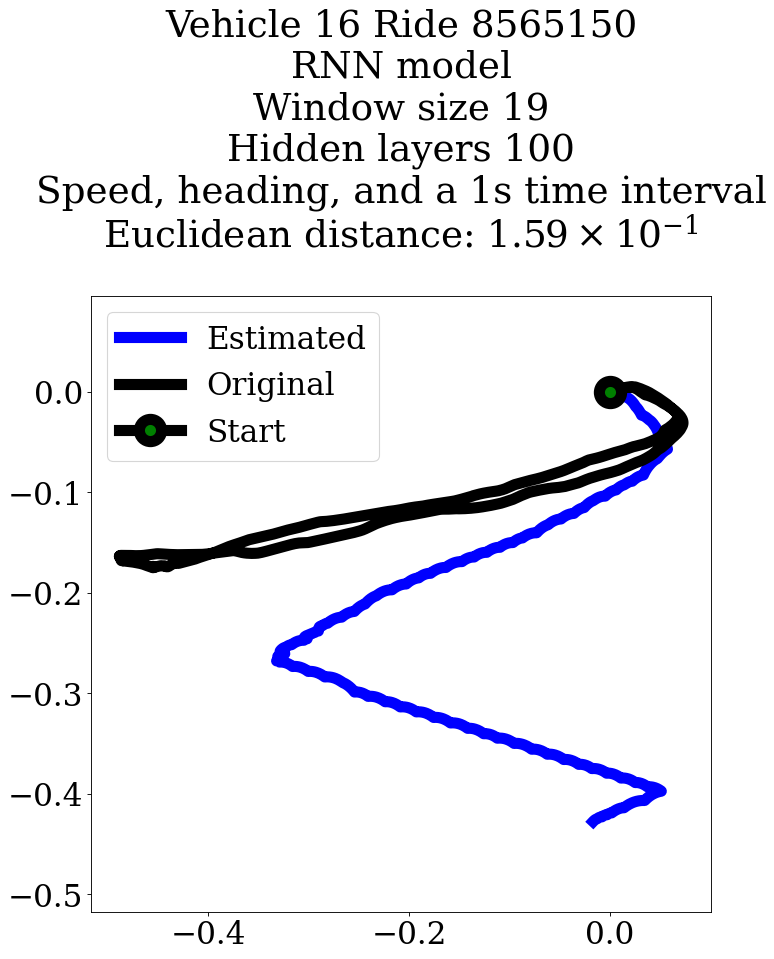 Vehicle 16 Ride 8565150
RNN model
Window size 19
Hidden layers 100
Speed, heading, and a 1s time interval
Euclidean distance: 1.59 × 10⁻¹
Estimated
Original
Start
0.0
−0.1
−0.2
−0.3
−0.4
−0.5
−0.4 −0.2 0.0